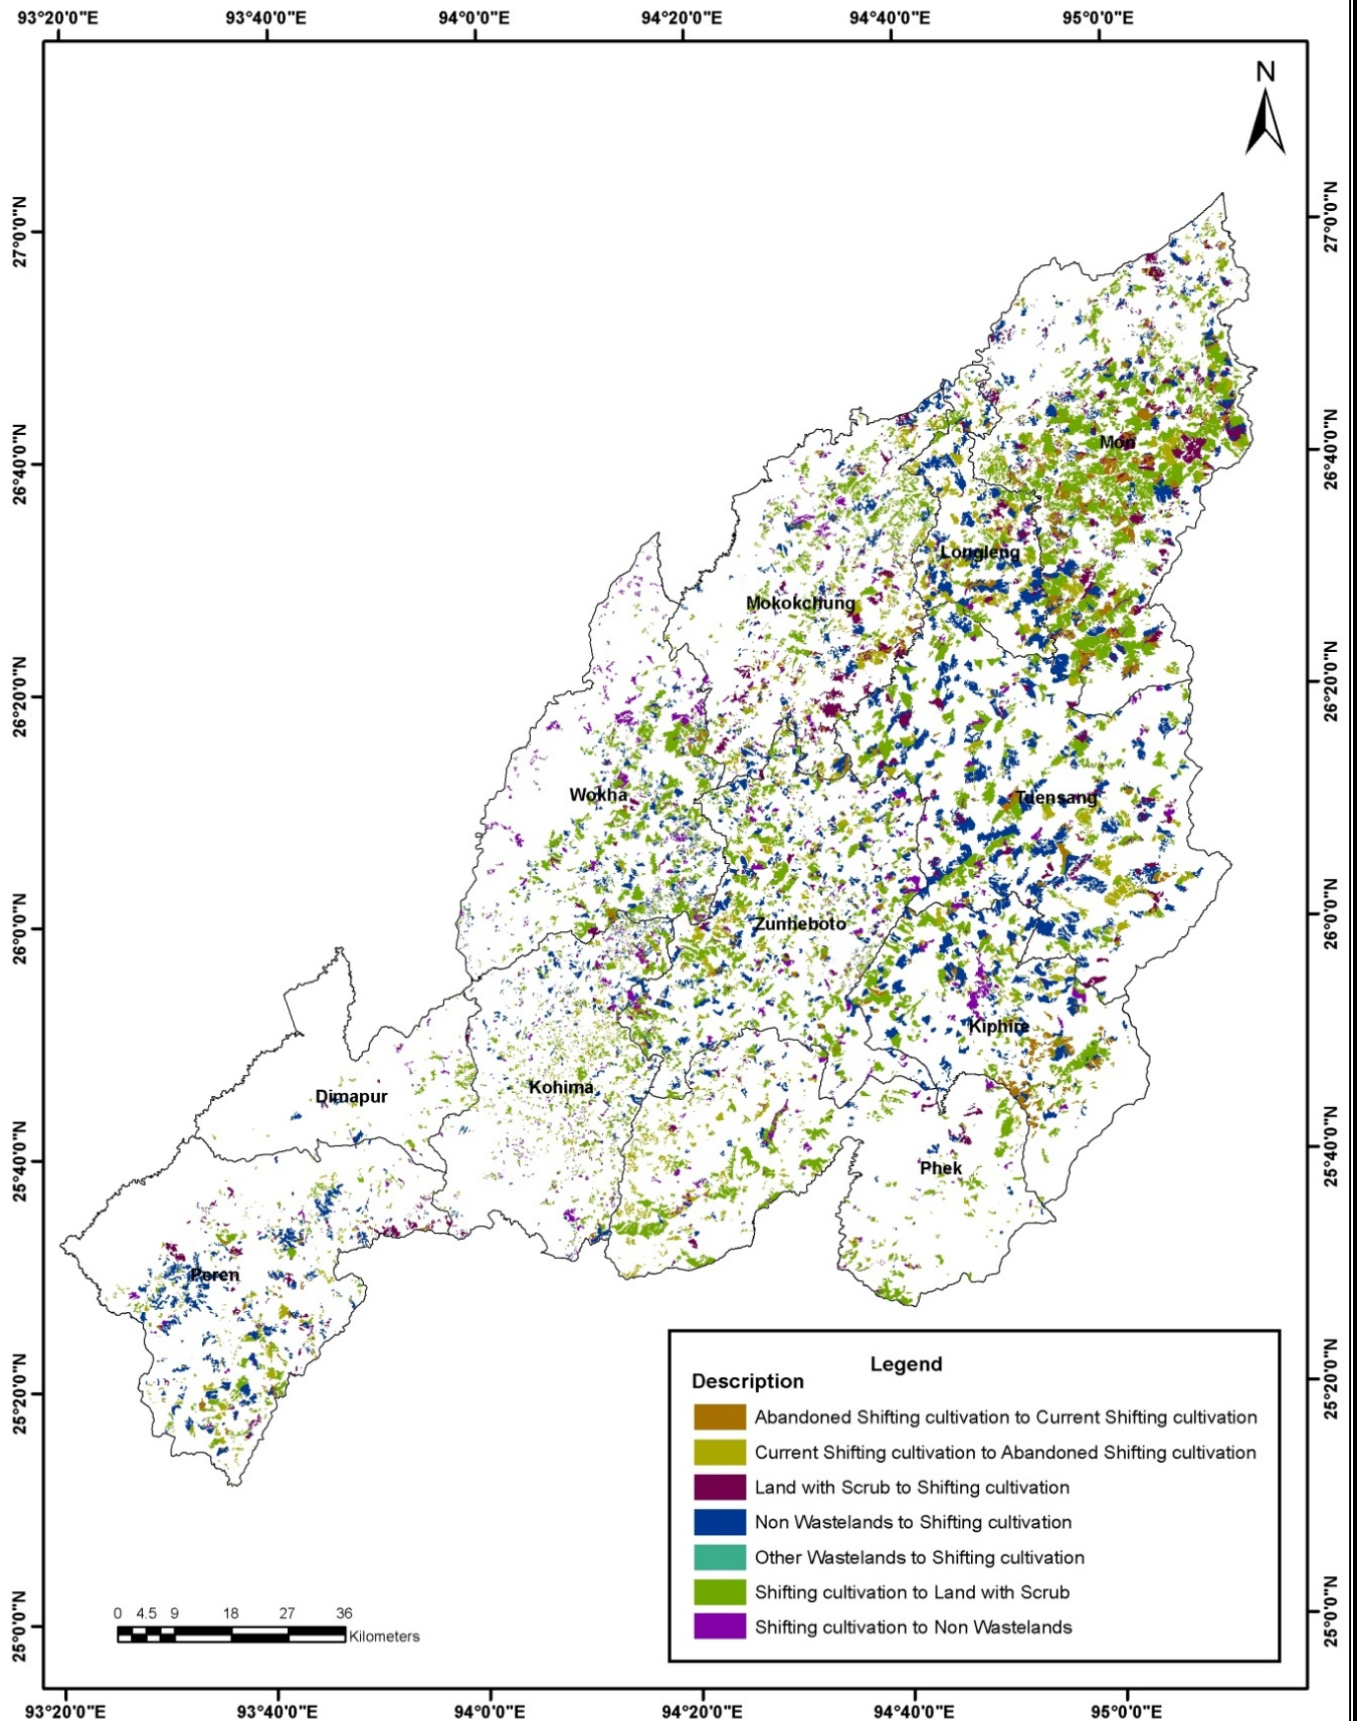 93°20'0"E 93°40'0"E 94°0'0"E 94°20'0"E 94°40'0"E 95°0'0"E
N
27°0'0"N 27°0'0"N
26°40'0"N 26°40'0"N
26°20'0"N 26°20'0"N
26°0'0"N 26°0'0"N
25°40'0"N 25°40'0"N
25°20'0"N 25°20'0"N
25°0'0"N 25°0'0"N
Mon
Longleng
Mokokchung
Wokha
Tuensang
Zunheboto
Kiphire
Kohima
Dimapur
Phek
Peren
Legend
Description
Abandoned Shifting cultivation to Current Shifting cultivation
Current Shifting cultivation to Abandoned Shifting cultivation
Land with Scrub to Shifting cultivation
Non Wastelands to Shifting cultivation
Other Wastelands to Shifting cultivation
Shifting cultivation to Land with Scrub
Shifting cultivation to Non Wastelands
0 4.5 9 18 27 36
Kilometers
93°20'0"E 93°40'0"E 94°0'0"E 94°20'0"E 94°40'0"E 95°0'0"E